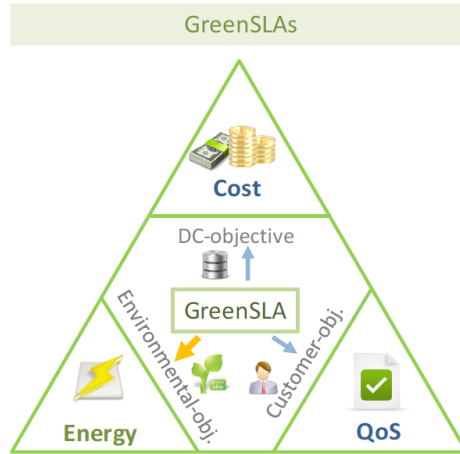 GreenSLAs
Cost
DC-objective
GreenSLA
Environmental-obj.
Customer-obj.
Energy
QoS